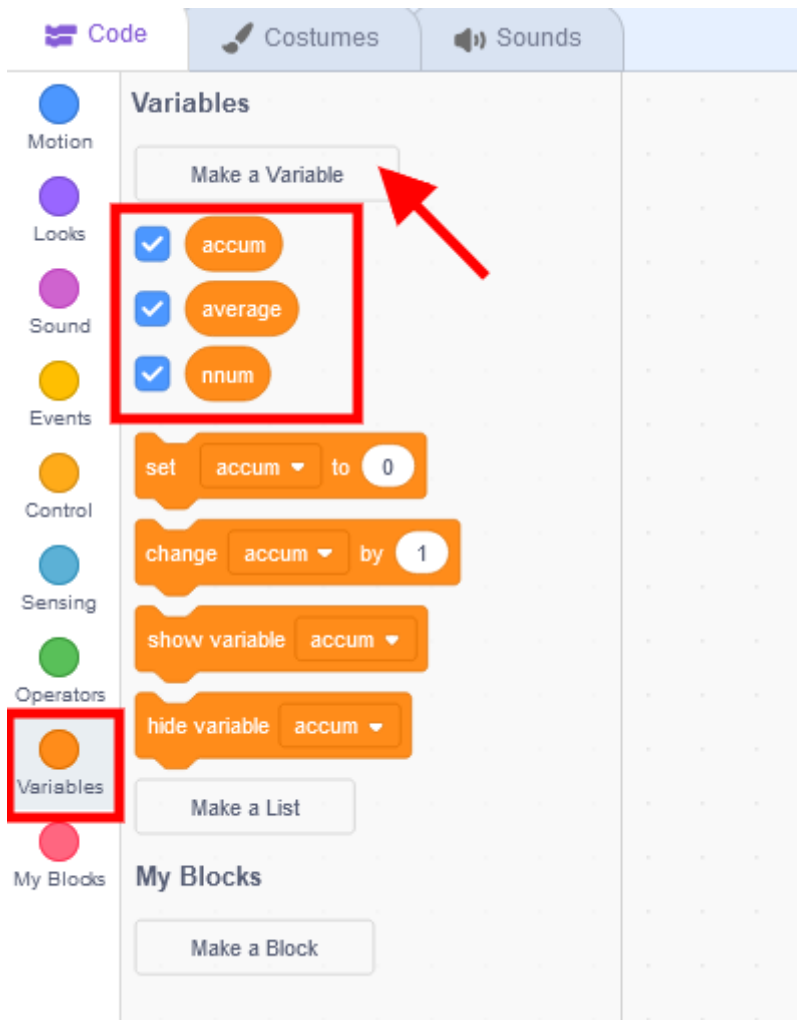 Code Costumes Sounds
Motion
Looks
Sound
Events
Control
Sensing
Operators
Variables
My Blocks
Variables
Make a Variable
accum
average
nnum
set accum to 0
change accum by 1
show variable accum
hide variable accum
Make a List
My Blocks
Make a Block